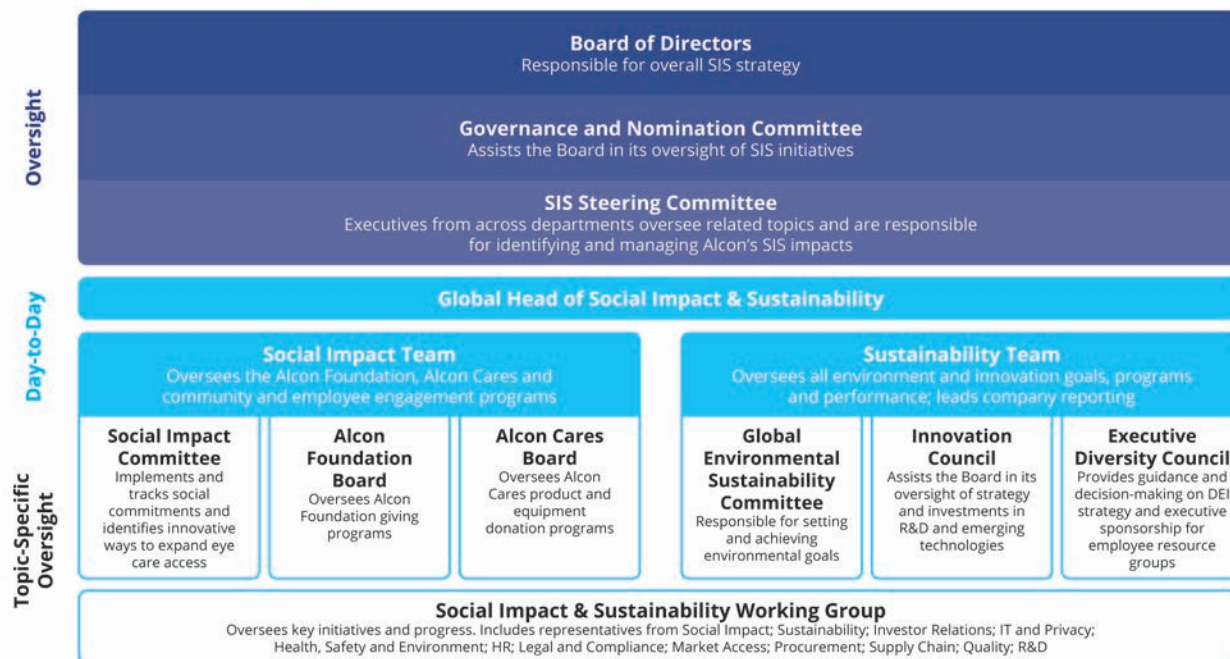 Oversight
Board of Directors
Responsible for overall SIS strategy
Governance and Nomination Committee
Assists the Board in its oversight of SIS initiatives
SIS Steering Committee
Executives from across departments oversee related topics and are responsible
for identifying and managing Alcon's SIS impacts
Day-to-Day
Global Head of Social Impact & Sustainability
Social Impact Team
Oversees the Alcon Foundation, Alcon Cares and
community and employee engagement programs
Sustainability Team
Oversees all environment and innovation goals, programs
and performance; leads company reporting
Topic-Specific
Oversight
Social Impact
Committee
Implements and
tracks social
commitments and
identifies innovative
ways to expand eye
care access
Alcon
Foundation
Board
Oversees Alcon
Foundation giving
programs
Alcon Cares
Board
Oversees Alcon
Cares product and
equipment
donation programs
Global
Environmental
Sustainability
Committee
Responsible for setting
and achieving
environmental goals
Innovation
Council
Assists the Board in its
oversight of strategy
and investments in
R&D and emerging
technologies
Executive
Diversity Council
Provides guidance and
decision-making on DEI
strategy and executive
sponsorship for
employee resource
groups
Social Impact & Sustainability Working Group
Oversees key initiatives and progress. Includes representatives from Social Impact; Sustainability; Investor Relations; IT and Privacy;
Health, Safety and Environment; HR; Legal and Compliance; Market Access; Procurement; Supply Chain; Quality; R&D